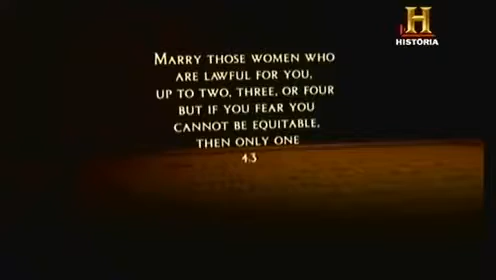 H
HISTÓRIA
MARRY THOSE WOMEN WHO
ARE LAWFUL FOR YOU,
UP TO TWO, THREE, OR FOUR
BUT IF YOU FEAR YOU
CANNOT BE EQUITABLE,
THEN ONLY ONE
4.3